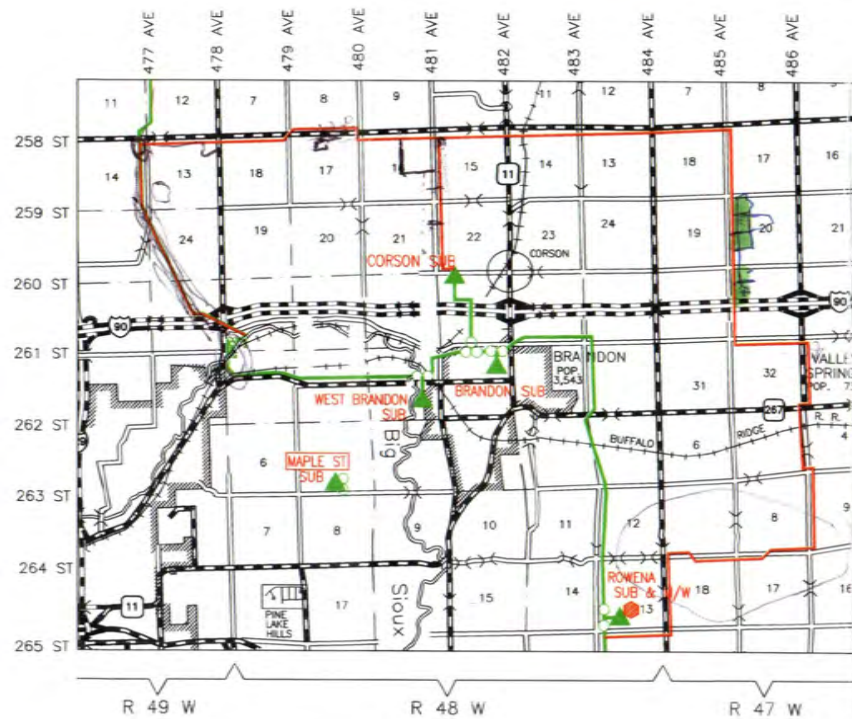 477 AVE
478 AVE
479 AVE
480 AVE
481 AVE
482 AVE
483 AVE
484 AVE
485 AVE
486 AVE
11 12 7 8 9 11 12 7 8
258 ST
14 13 18 17 15 11 14 13 18 17 16
259 ST
24 19 20 21 22 23 24 19 20 21
CORSON
CORSON SUB
260 ST
90 90
261 ST
BRANDON
POP.
3,543
31 32
VALLEY
SPRING
POP.
WEST BRANDON
SUB
BRANDON SUB
262 ST
267
R. R.
BUFFALO RIDGE
6 6 4
MAPLE ST
SUB
Big
263 ST
7 8 9 10 11 12 8 9
264 ST
ROWENA
SUB & M/W
11 17 15 14 13 18 17 16
PINE
LAKE
HILLS
Sioux
265 ST
R 49 W R 48 W R 47 W